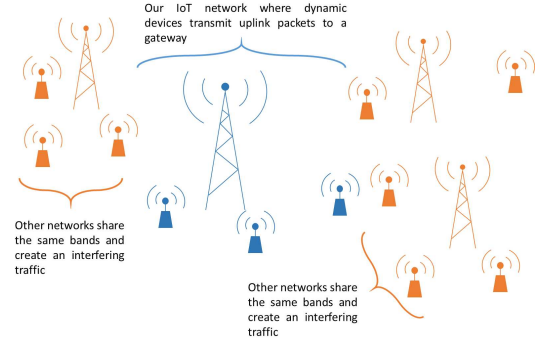 Our IoT network where dynamic
devices transmit uplink packets to a
gateway
Other networks share
the same bands and
create an interfering
traffic
Other networks share
the same bands and
create an interfering
traffic